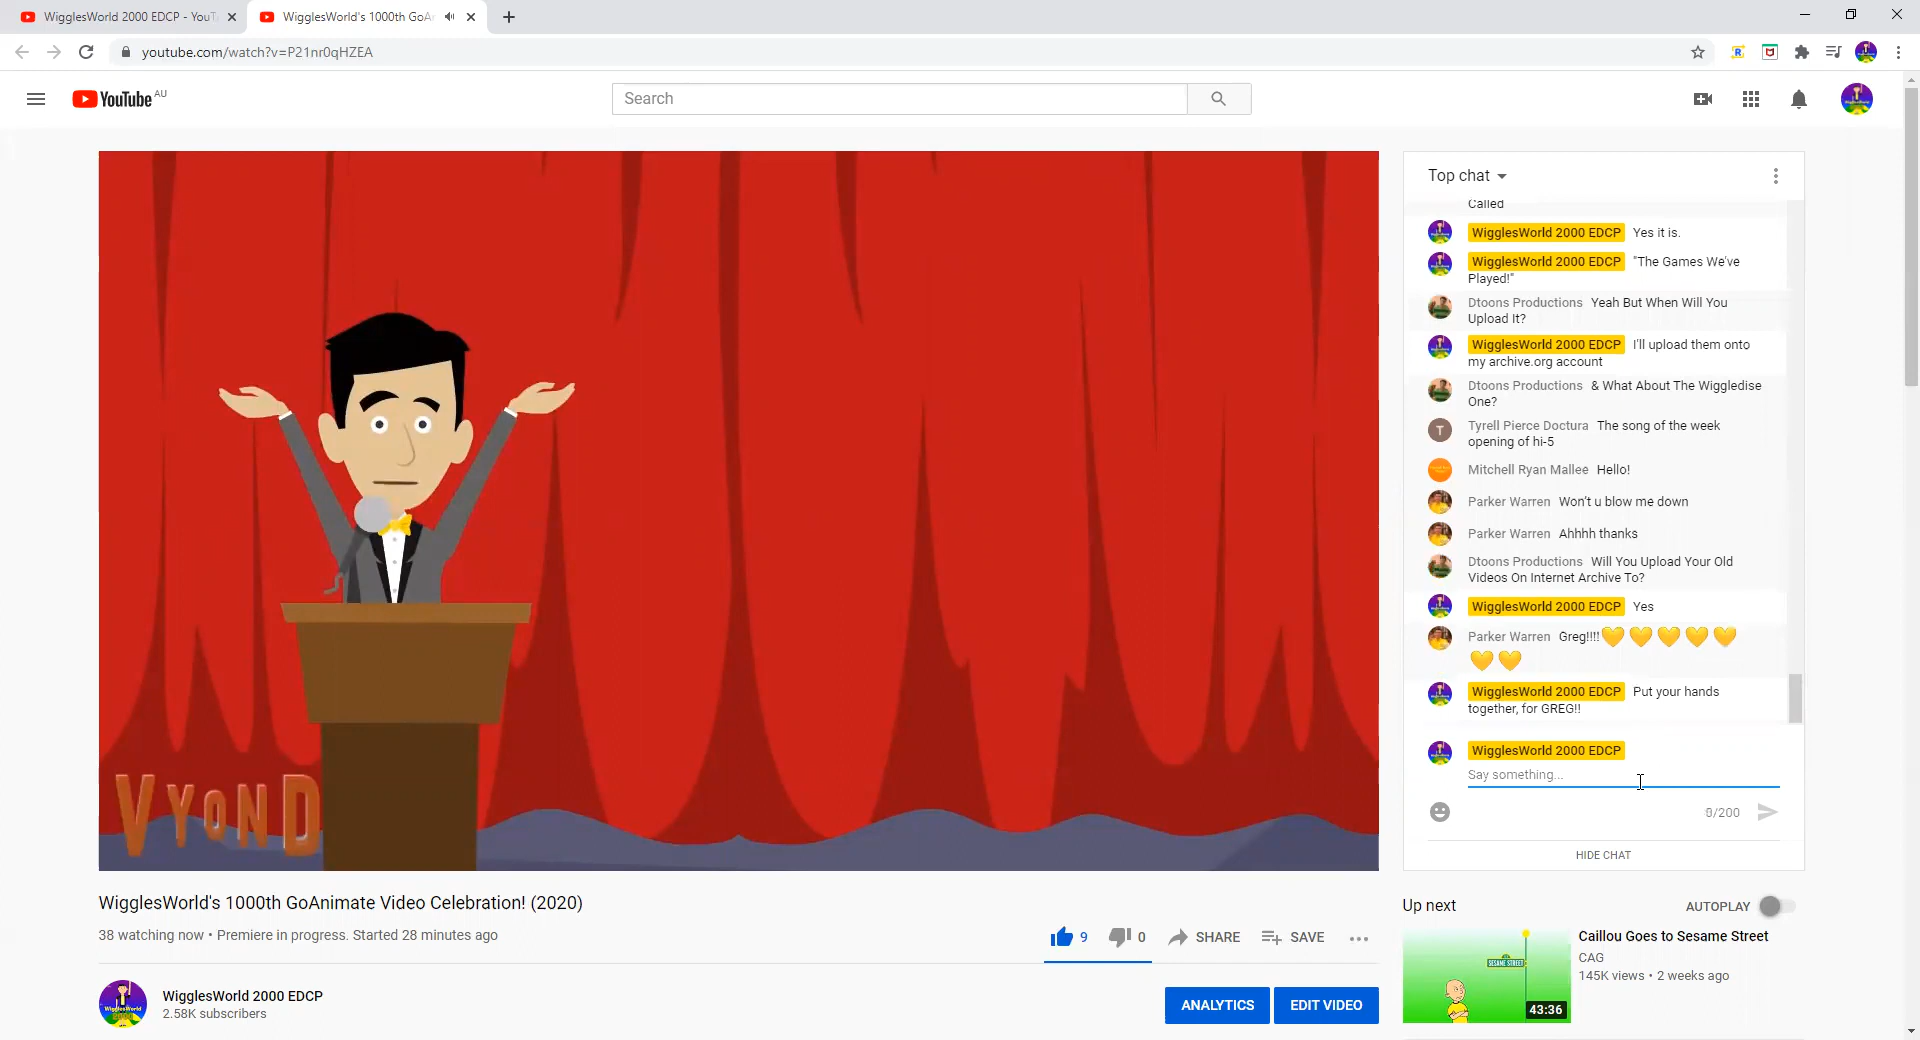 WigglesWorld 2000 EDCP - YouT
WigglesWorld's 1000th GoAn
youtube.com/watch?v=P21nr0qHZEA
YouTube AU
Search
Top chat
Called
WigglesWorld 2000 EDCP Yes it is.
WigglesWorld 2000 EDCP "The Games We've
Played!"
Dtoons Productions Yeah But When Will You
Upload It?
WigglesWorld 2000 EDCP I'll upload them onto
my archive.org account
Dtoons Productions & What About The Wiggledise
One?
T
Tyrell Pierce Doctura The song of the week
opening of hi-5
Mitchell Ryan Mallee Hello!
Parker Warren Won't u blow me down
Parker Warren Ahhhh thanks
Dtoons Productions Will You Upload Your Old
Videos On Internet Archive To?
WigglesWorld 2000 EDCP Yes
Parker Warren Greg!!!!💛💛💛💛💛
💛💛
WigglesWorld 2000 EDCP Put your hands
together, for GREG!!
WigglesWorld 2000 EDCP
Say something...
0/200
HIDE CHAT
VYOND
WigglesWorld's 1000th GoAnimate Video Celebration! (2020)
38 watching now • Premiere in progress. Started 28 minutes ago
9 0 SHARE SAVE
WigglesWorld 2000 EDCP
2.58K subscribers
ANALYTICS EDIT VIDEO
Up next AUTOPLAY
SESAME STREET
43:36
Caillou Goes to Sesame Street
CAG
145K views • 2 weeks ago